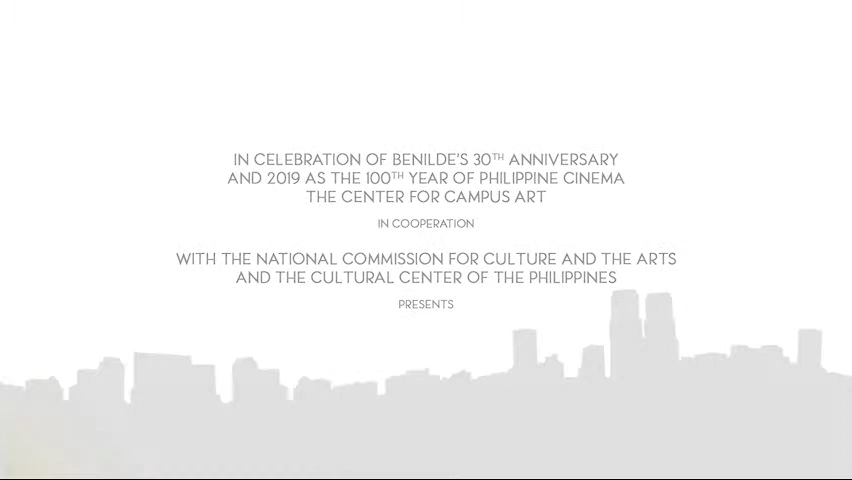 IN CELEBRATION OF BENILDE'S 30TH ANNIVERSARY
AND 2019 AS THE 100TH YEAR OF PHILIPPINE CINEMA
THE CENTER FOR CAMPUS ART
IN COOPERATION
WITH THE NATIONAL COMMISSION FOR CULTURE AND THE ARTS
AND THE CULTURAL CENTER OF THE PHILIPPINES
PRESENTS